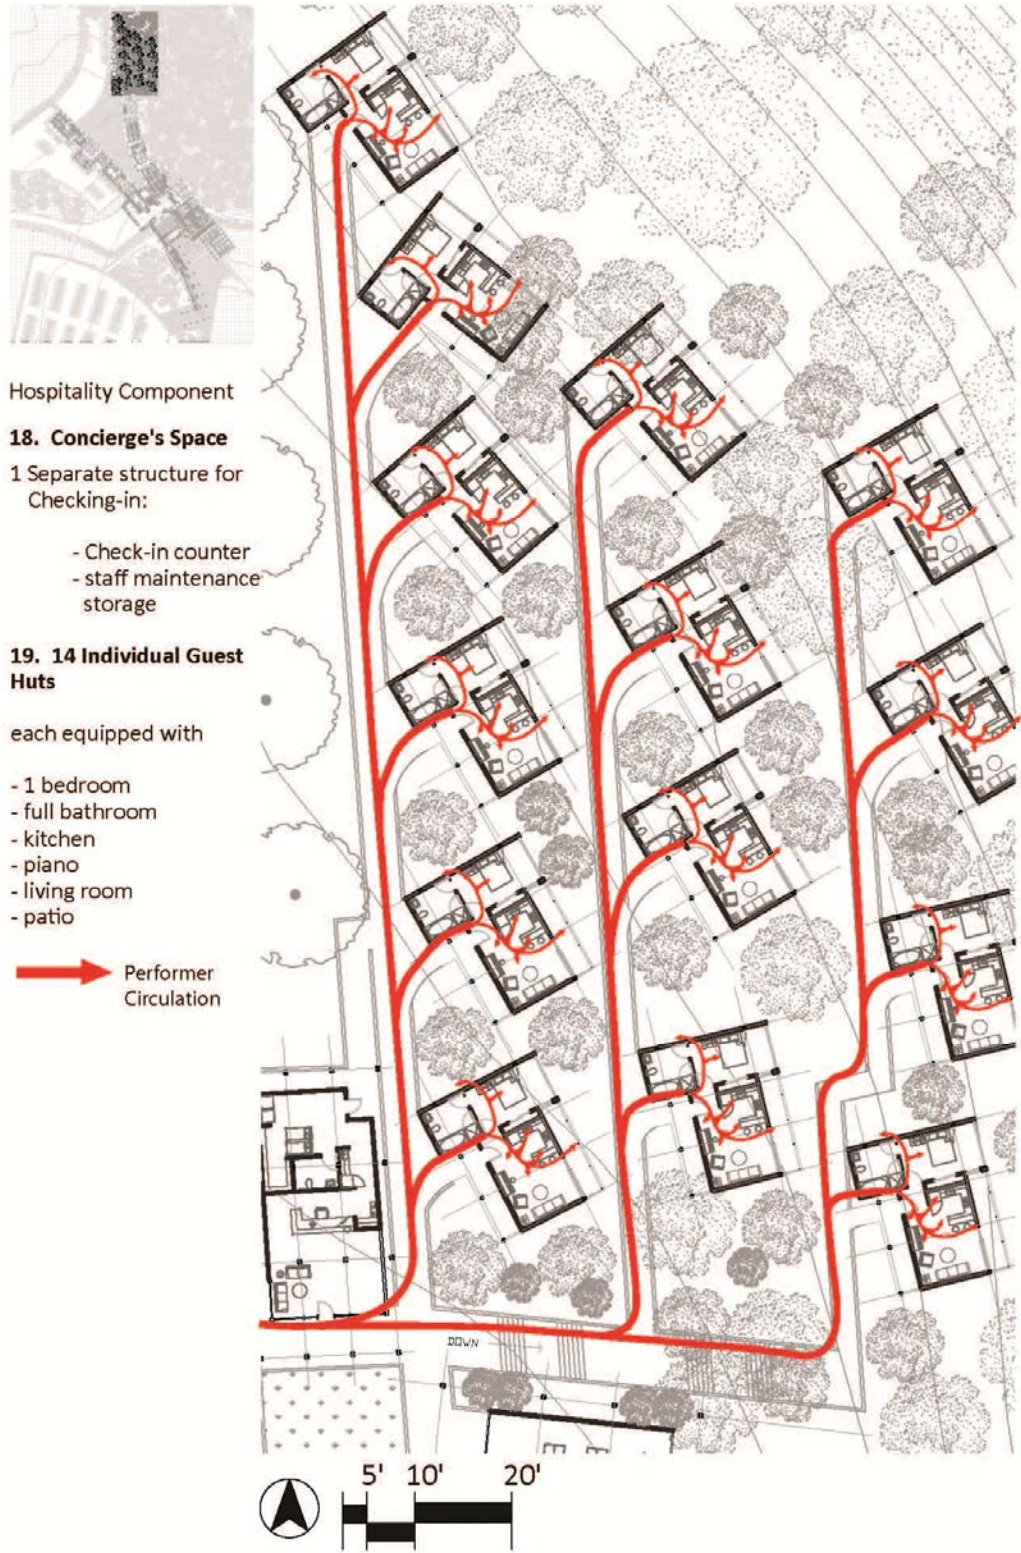 Hospitality Component
18. Concierge's Space
1 Separate structure for
Checking-in:
- Check-in counter
- staff maintenance
storage
19. 14 Individual Guest
Huts
each equipped with
- 1 bedroom
- full bathroom
- kitchen
- piano
- living room
- patio
Performer
Circulation
DOWN
5' 10' 20'